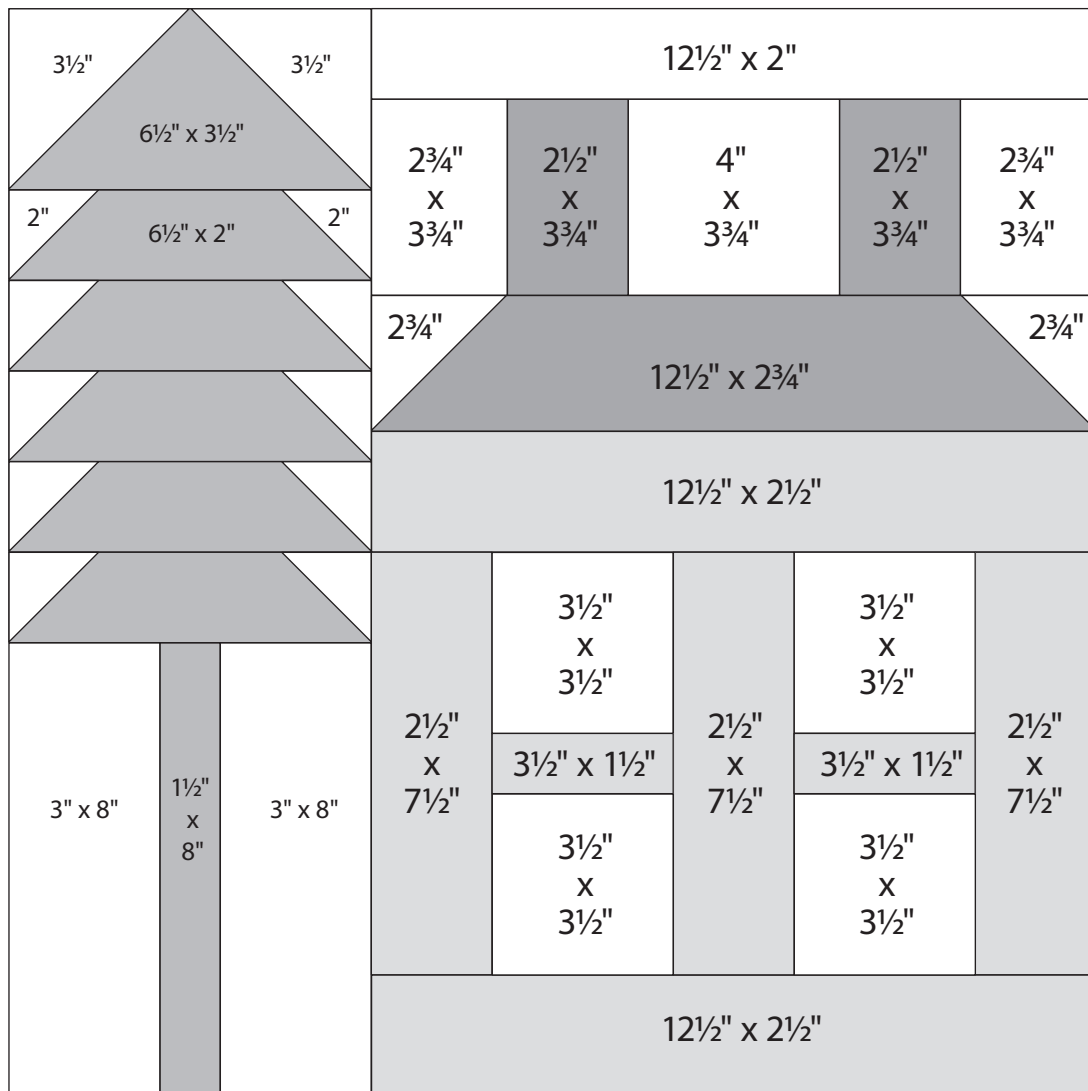 3½"
3½"
6½" x 3½"
2"
6½" x 2"
2"
3" x 8"
1½"
x
8"
3" x 8"
12½" x 2"
2¾"
x
3¾"
2½"
x
3¾"
4"
x
3¾"
2½"
x
3¾"
2¾"
x
3¾"
2¾"
12½" x 2¾"
2¾"
12½" x 2½"
2½"
x
7½"
3½"
x
3½"
3½" x 1½"
3½"
x
3½"
2½"
x
7½"
3½"
x
3½"
3½" x 1½"
3½"
x
3½"
2½"
x
7½"
12½" x 2½"